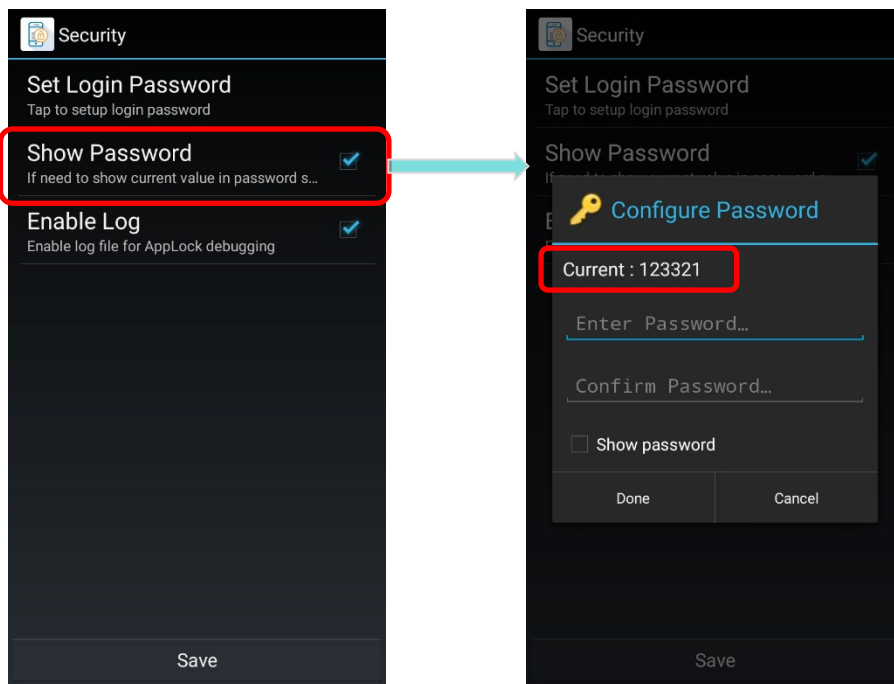 Security
Set Login Password
Tap to setup login password
Show Password
If need to show current value in password s...
Enable Log
Enable log file for AppLock debugging
Save
Security
Set Login Password
Tap to setup login password
Show Password
Configure Password
Current : 123321
Enter Password…
Confirm Password…
Show password
Done
Cancel
Save